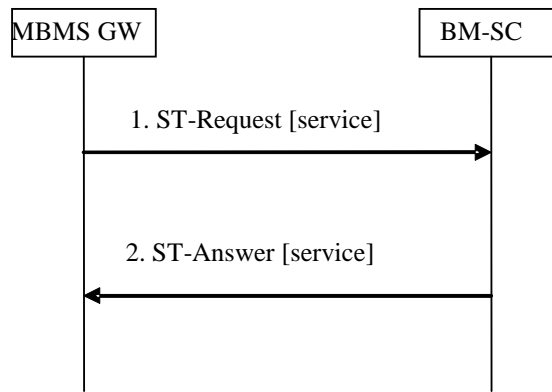 MBMS GW
BM-SC
1. ST-Request [service]
2. ST-Answer [service]